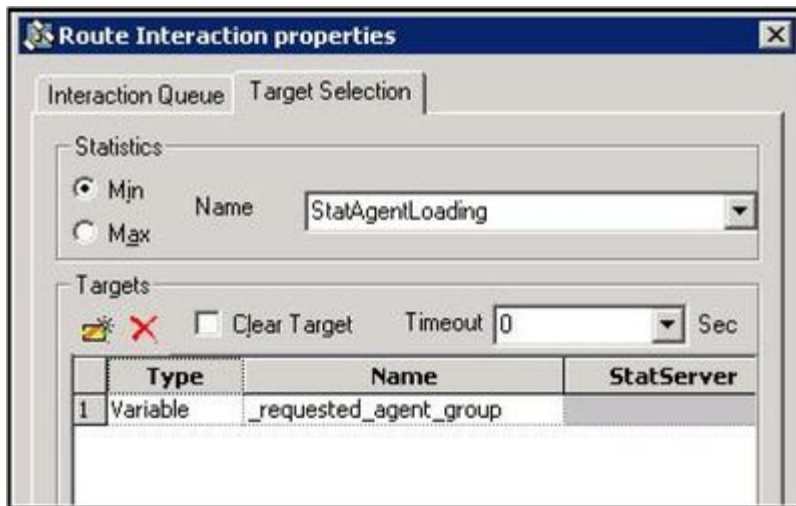 Route Interaction properties
Interaction Queue Target Selection
Statistics
Min
Max
Name StatAgentLoading
Targets
Clear Target Timeout 0 Sec
Type Name StatServer
1 Variable _requested_agent_group